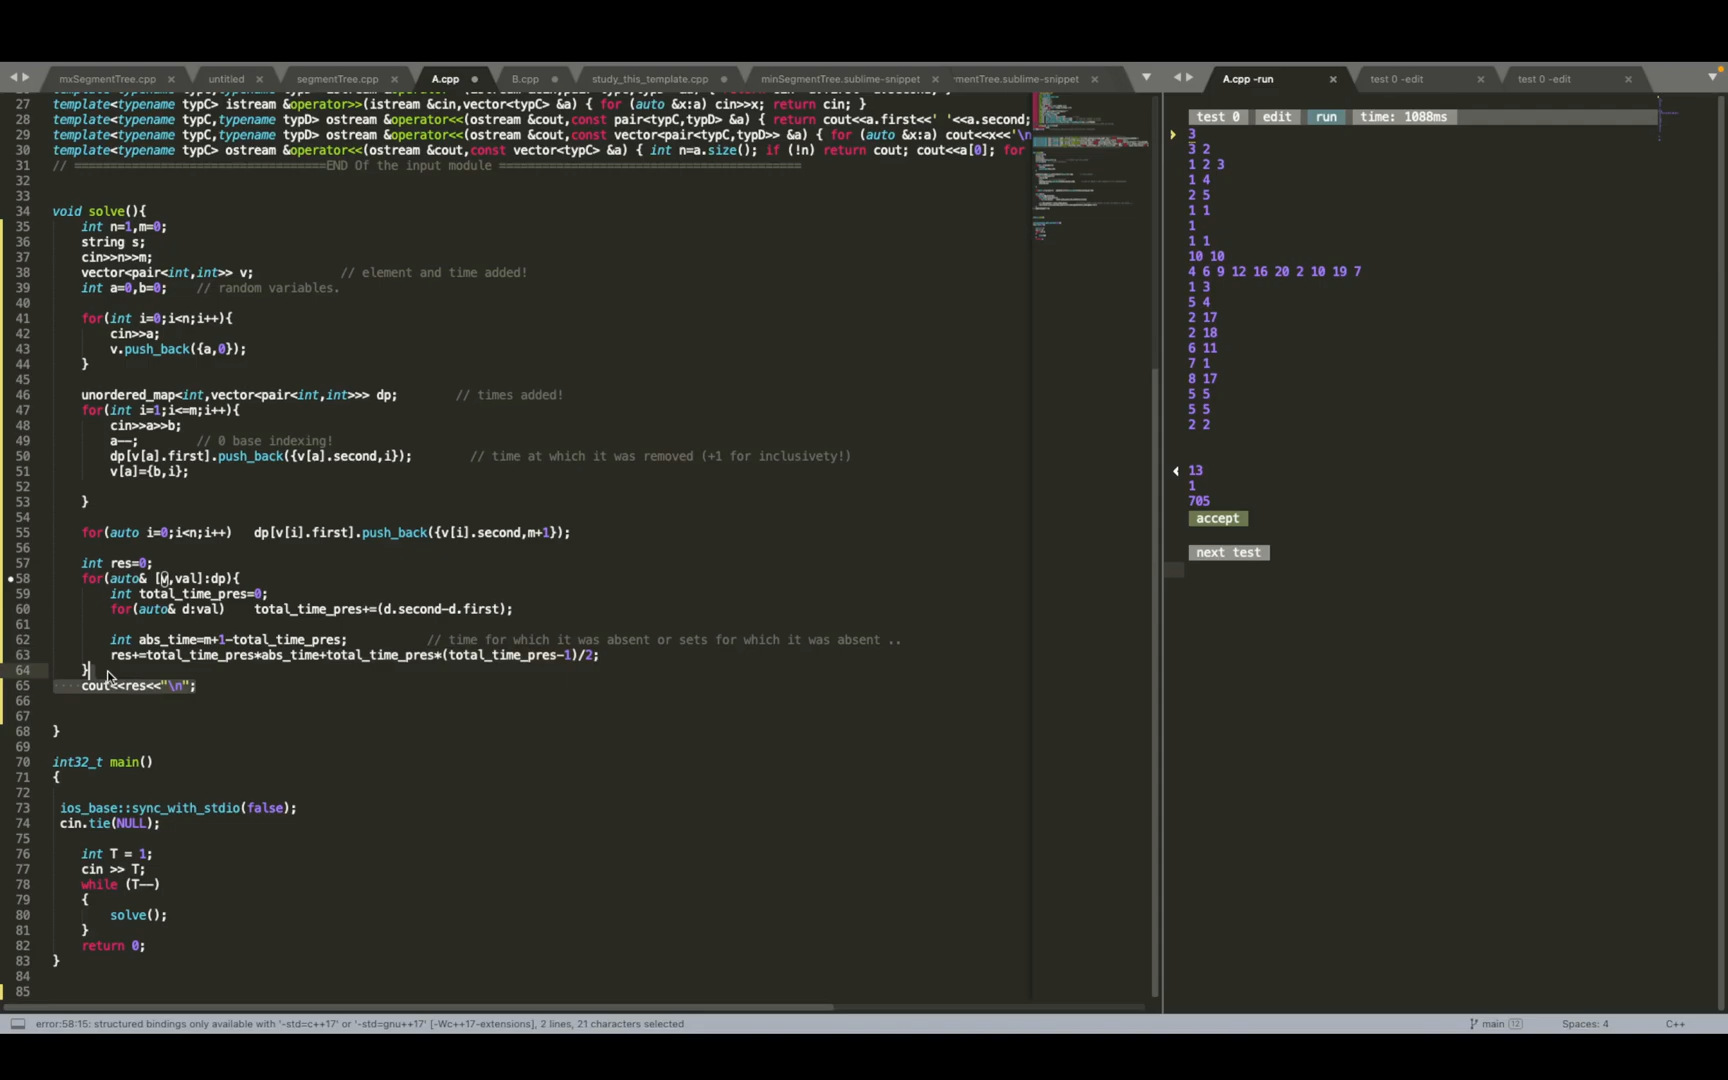 mxSegmentTree.cpp × untitled × segmentTree.cpp × A.cpp B.cpp study_this_template.cpp minSegmentTree.sublime-snippet × rmentTree.sublime-snippet × A.cpp -run × test 0 -edit × test 0 -edit ×
27 template<typename typC> istream &operator>>(istream &cin,vector<typC> &a) { for (auto &x:a) cin>>x; return cin; }
28 template<typename typC,typename typD> ostream &operator<<(ostream &cout,const pair<typC,typD> &a) { return cout<<a.first<<' '<<a.second;
29 template<typename typC,typename typD> ostream &operator<<(ostream &cout,const vector<pair<typC,typD>> &a) { for (auto &x:a) cout<<x<<'\n
30 template<typename typC> ostream &operator<<(ostream &cout,const vector<typC> &a) { int n=a.size(); if (!n) return cout; cout<<a[0]; for
31 // ==================================END Of the input module ========================================
32
33
34 void solve(){
35 int n=1,m=0;
36 string s;
37 cin>>n>>m;
38 vector<pair<int,int>> v; // element and time added!
39 int a=0,b=0; // random variables.
40
41 for(int i=0;i<n;i++){
42 cin>>a;
43 v.push_back({a,0});
44 }
45
46 unordered_map<int,vector<pair<int,int>>> dp; // times added!
47 for(int i=1;i<=m;i++){
48 cin>>a>>b;
49 a--; // 0 base indexing!
50 dp[v[a].first].push_back({v[a].second,i}); // time at which it was removed (+1 for inclusivety!)
51 v[a]={b,i};
52
53 }
54
55 for(auto i=0;i<n;i++) dp[v[i].first].push_back({v[i].second,m+1});
56
57 int res=0;
58 for(auto& [v,val]:dp){
59 int total_time_pres=0;
60 for(auto& d:val) total_time_pres+=(d.second-d.first);
61
62 int abs_time=m+1-total_time_pres; // time for which it was absent or sets for which it was absent ..
63 res+=total_time_pres*abs_time+total_time_pres*(total_time_pres-1)/2;
64 }
65 cout<<res<<"\n";
66
67
68 }
69
70 int32_t main()
71 {
72
73 ios_base::sync_with_stdio(false);
74 cin.tie(NULL);
75
76 int T = 1;
77 cin >> T;
78 while (T--)
79 {
80 solve();
81 }
82 return 0;
83 }
84
85
test 0 edit run time: 1088ms
3
3 2
1 2 3
1 4
2 5
1 1
1
1 1
10 10
4 6 9 12 16 20 2 10 19 7
1 3
5 4
2 17
2 18
6 11
7 1
8 17
5 5
5 5
2 2
13
1
705
accept
next test
error:58:15: structured bindings only available with '-std=c++17' or '-std=gnu++17' [-Wc++17-extensions], 2 lines, 21 characters selected
main 12 Spaces: 4 C++